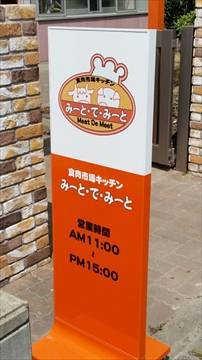 食肉市場キッチン
みーと・で・みーと
Meat De Meet
食肉市場キッチン
みーと・で・みーと
営業時間
AM11:00
~
PM15:00